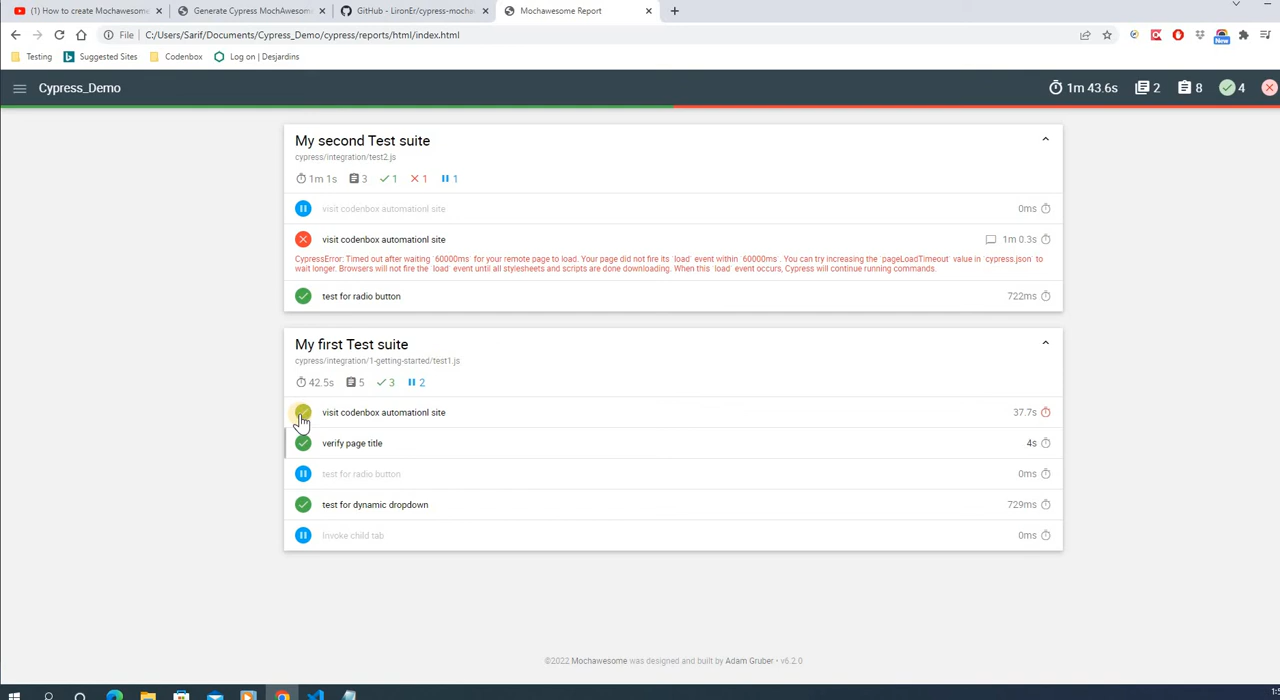 (1) How to create Mochawesome
Generate Cypress MochAwesom
GitHub - LironEr/cypress-mocha
Mochawesome Report
File
C:/Users/Sarif/Documents/Cypress_Demo/cypress/reports/html/index.html
New
Testing
Suggested Sites
Codenbox
Log on | Desjardins
Cypress_Demo
1m 43.6s
2
8
4
My second Test suite
cypress/integration/test2.js
1m 1s 3 1 1 1
visit codenbox automationl site 0ms
visit codenbox automationl site 1m 0.3s
CypressError: Timed out after waiting `60000ms` for your remote page to load. Your page did not fire its `load` event within `60000ms`. You can try increasing the `pageLoadTimeout` value in `cypress.json` to
wait longer. Browsers will not fire the `load` event until all stylesheets and scripts are done downloading. When this `load` event occurs, Cypress will continue running commands.
test for radio button 722ms
My first Test suite
cypress/integration/1-getting-started/test1.js
42.5s 5 3 2
visit codenbox automationl site 37.7s
verify page title 4s
test for radio button 0ms
test for dynamic dropdown 729ms
Invoke child tab 0ms
©2022 Mochawesome was designed and built by Adam Gruber • v6.2.0